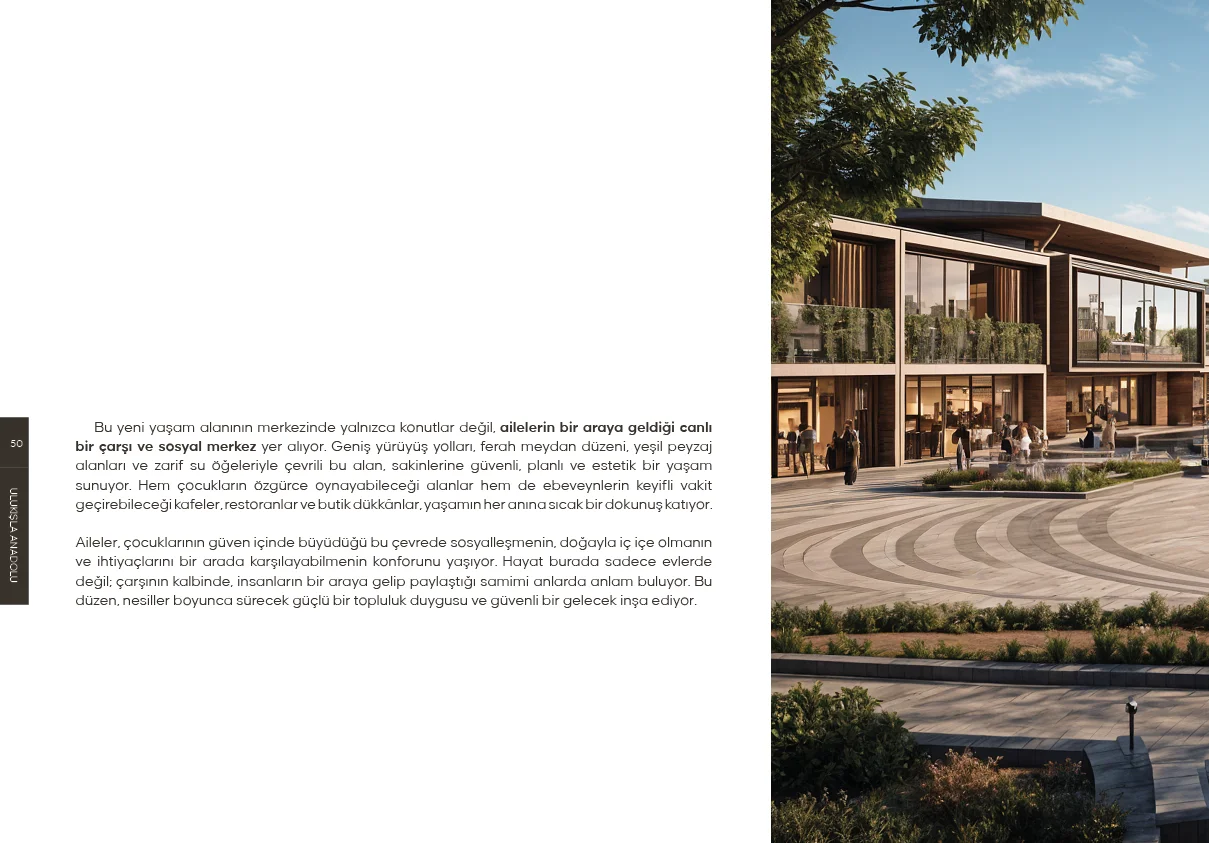 Bu yeni yaşam alanının merkezinde yalnızca konutlar değil, ailelerin bir araya geldiği canlı
bir çarşı ve sosyal merkez yer alıyor. Geniş yürüyüş yolları, ferah meydan düzeni, yeşil peyzaj
alanları ve zarif su öğeleriyle çevrili bu alan, sakinlerine güvenli, planlı ve estetik bir yaşam
sunuyor. Hem çocukların özgürce oynayabileceği alanlar hem de ebeveynlerin keyifli vakit
geçirebileceği kafeler, restoranlar ve butik dükkânlar, yaşamın her anına sıcak bir dokunuş katıyor.
Aileler, çocuklarının güven içinde büyüdüğü bu çevrede sosyalleşmenin, doğayla iç içe olmanın
ve ihtiyaçlarını bir arada karşılayabilmenin konforunu yaşıyor. Hayat burada sadece evlerde
değil; çarşının kalbinde, insanların bir araya gelip paylaştığı samimi anlarda anlam buluyor. Bu
düzen, nesiller boyunca sürecek güçlü bir topluluk duygusu ve güvenli bir gelecek inşa ediyor.
50
ULUKIŞLA ANADOLU